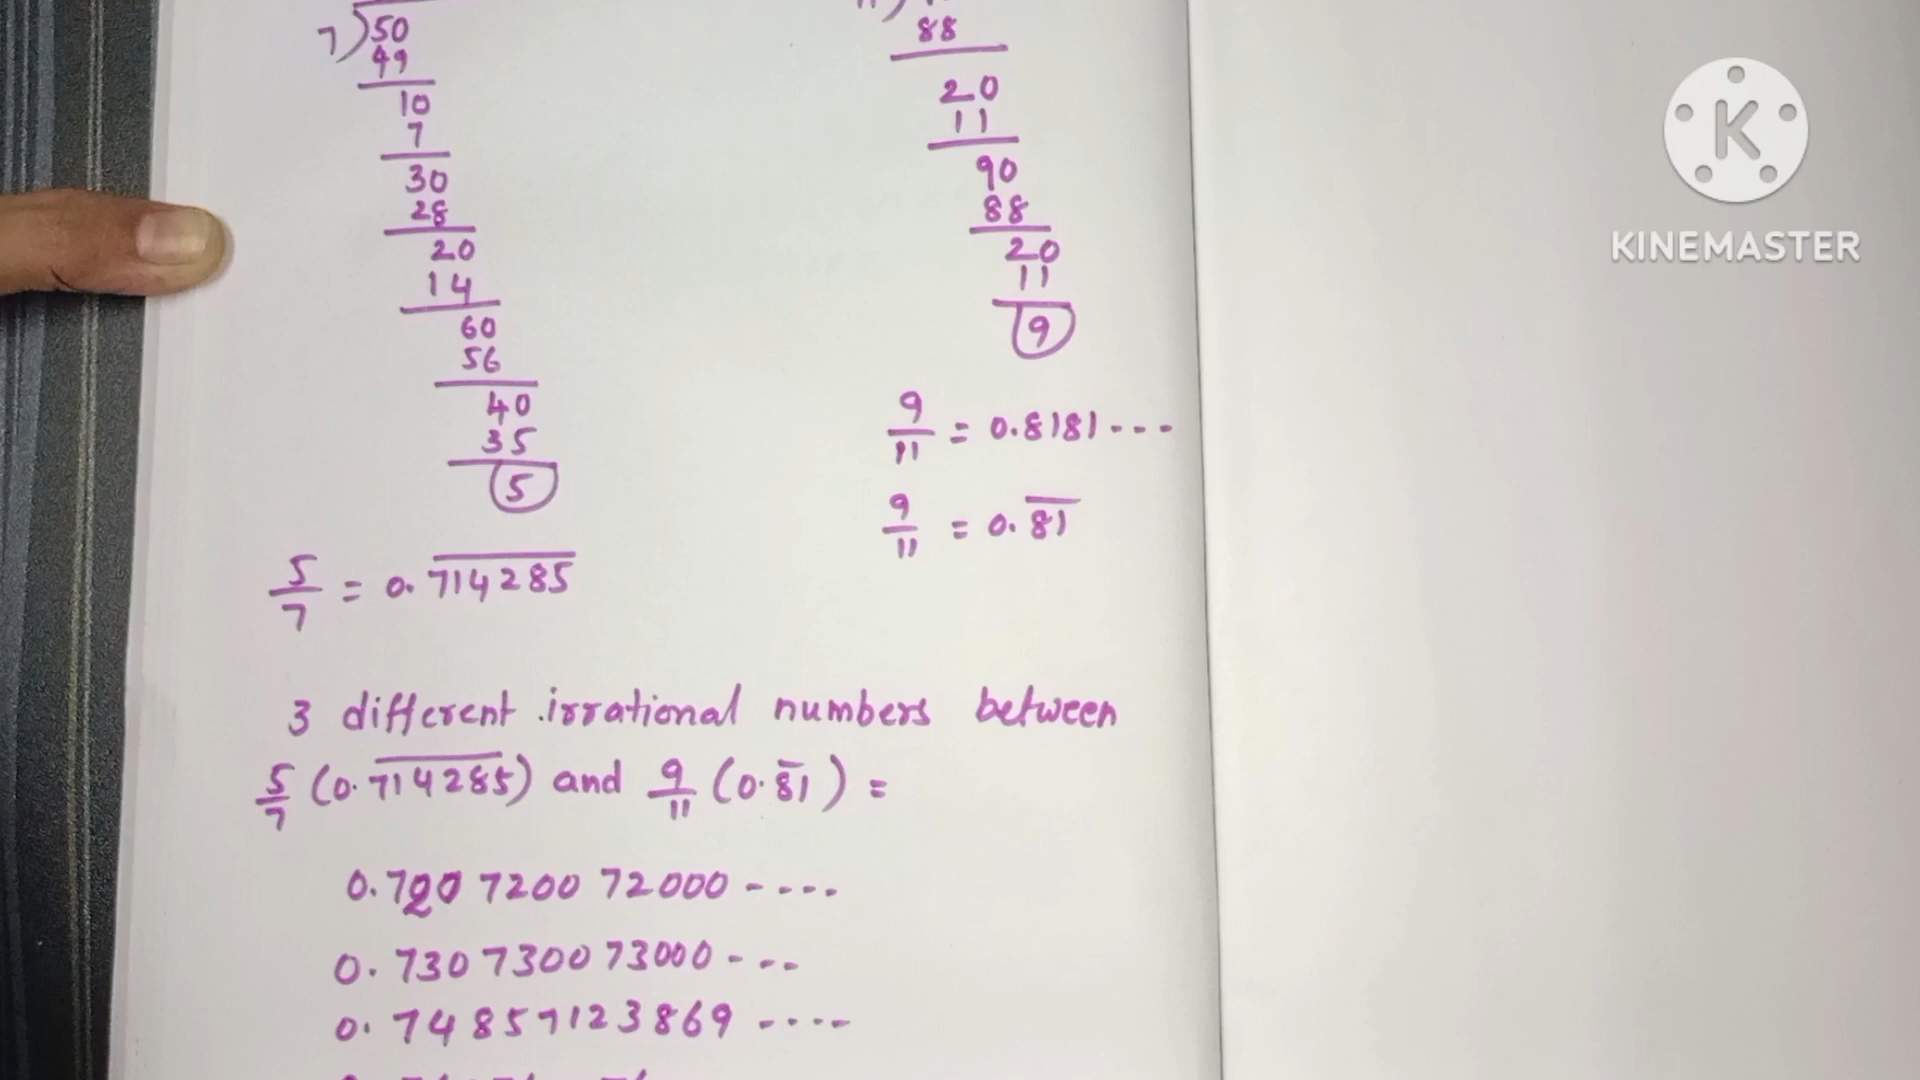 7)50
49
10
7
30
28
20
14
60
56
40
35
5
5/7 = 0.714285
88
20
11
90
88
20
11
9
9/11 = 0.8181---
9/11 = 0.81
3 different irrational numbers between
5/7 (0.714285) and 9/11 (0.81) =
0.720 7200 72000 ----
0.730 7300 73000 ---
0.748571123869 ----
K
KINEMASTER